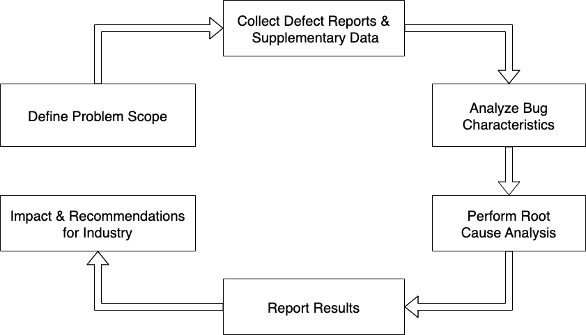 Collect Defect Reports &
Supplementary Data
Define Problem Scope
Analyze Bug
Characteristics
Impact & Recommendations
for Industry
Perform Root
Cause Analysis
Report Results